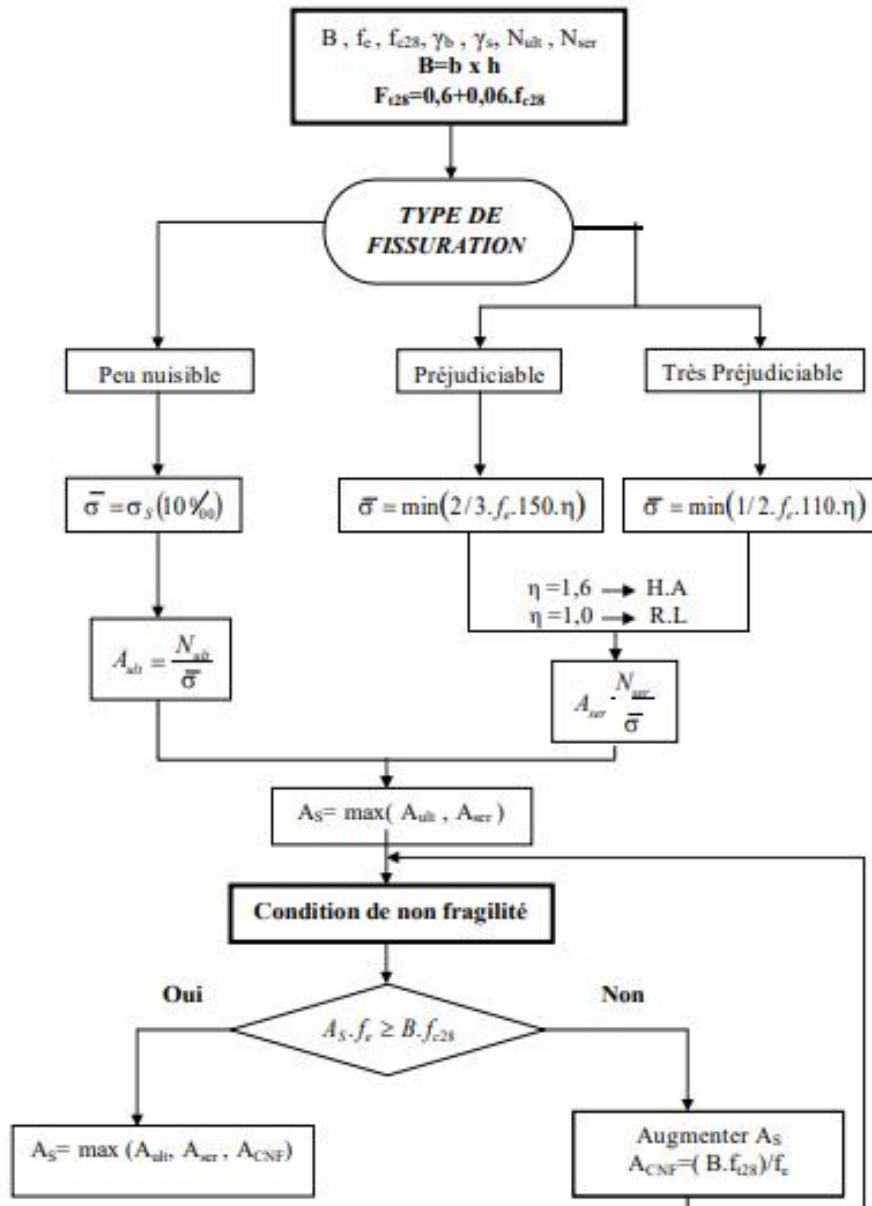 B , fe , fc28, γb , γs, Nult , Nser
B=b x h
Ft28=0,6+0,06.fc28
TYPE DE
FISSURATION
Peu nuisible
Préjudiciable
Très Préjudiciable
σ̅ = σS(10‰)
σ̅ = min(2/3.fe.150.η)
σ̅ = min(1/2.fe.110.η)
η =1,6 → H.A
η =1,0 → R.L
Ault = Nult / σ̅
Aser · Nser / σ̅
AS= max( Ault , Aser )
Condition de non fragilité
Oui
Non
AS.fe ≥ B.fc28
AS= max (Ault, Aser , ACNF)
Augmenter AS
ACNF=( B.ft28)/fe